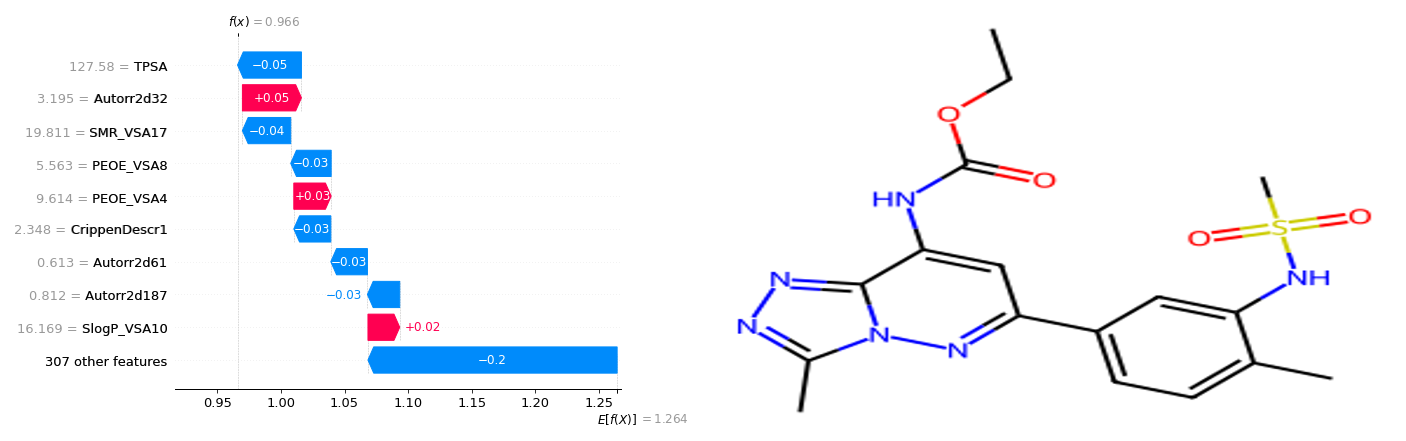 f(x) = 0.966
127.58 = TPSA −0.05
3.195 = Autorr2d32 +0.05
19.811 = SMR_VSA17 −0.04
5.563 = PEOE_VSA8 −0.03
9.614 = PEOE_VSA4 +0.03
2.348 = CrippenDescr1 −0.03
0.613 = Autorr2d61 −0.03
0.812 = Autorr2d187 −0.03
16.169 = SlogP_VSA10 +0.02
307 other features −0.2
0.95 1.00 1.05 1.10 1.15 1.20 1.25
E[f(X)] = 1.264
O
O
HN
S
O
O
NH
N
N
N
N